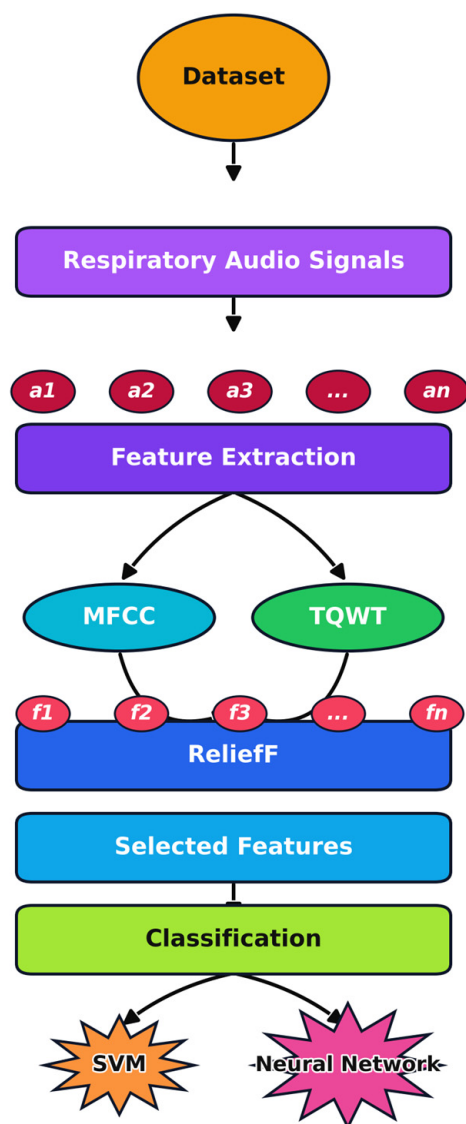 Dataset
Respiratory Audio Signals
a1 a2 a3 ... an
Feature Extraction
MFCC TQWT
f1 f2 f3 ... fn
ReliefF
Selected Features
Classification
SVM Neural Network